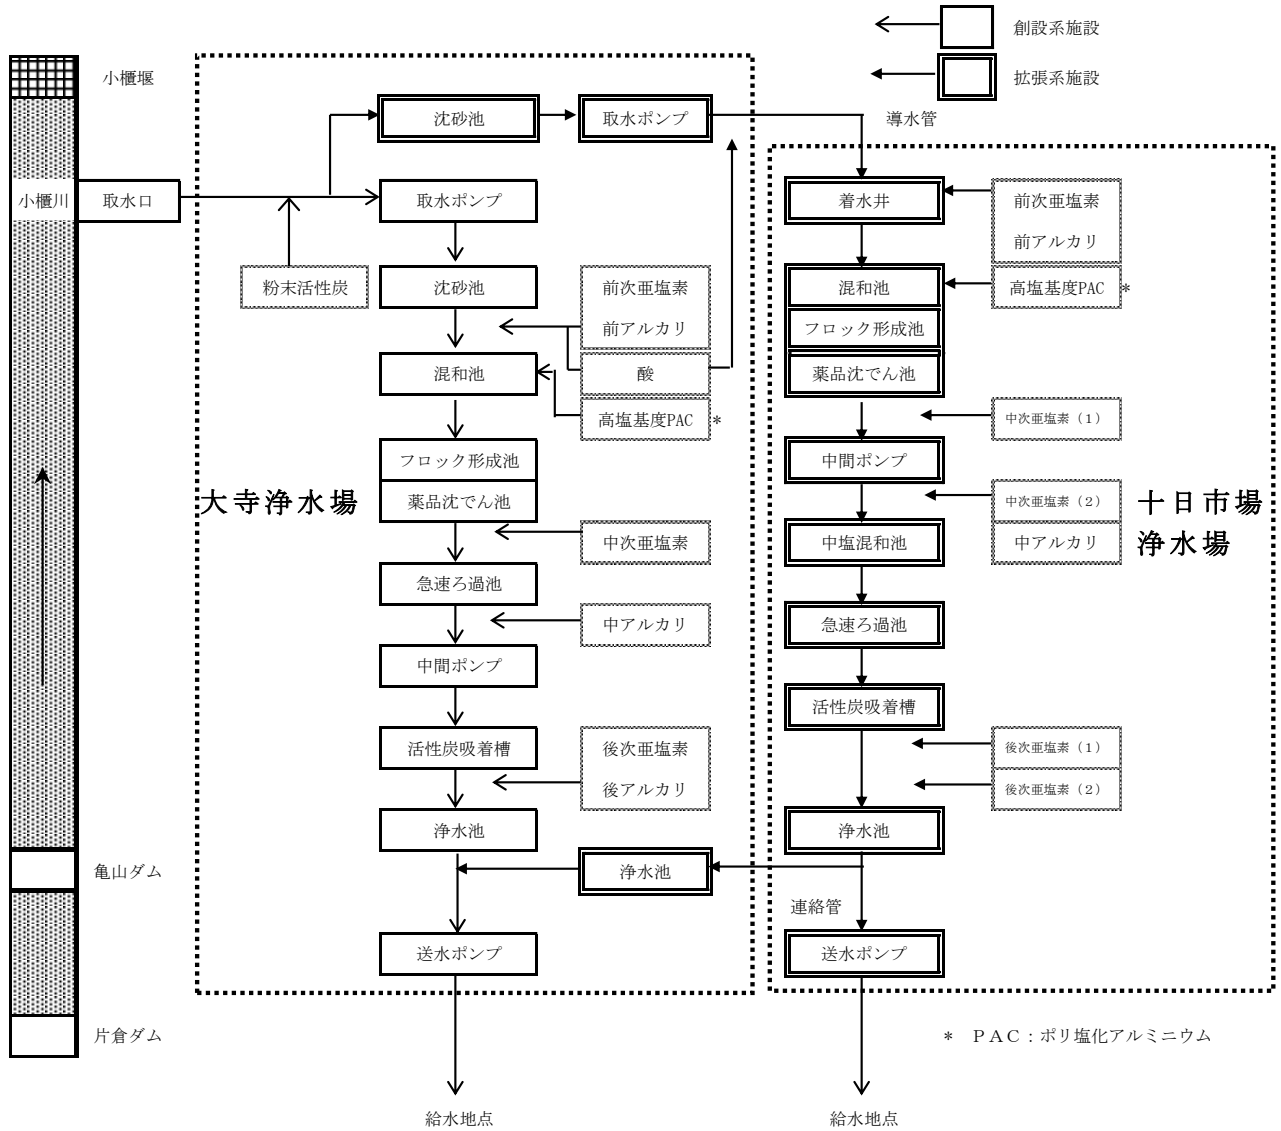 創設系施設
拡張系施設
小櫃堰
小櫃川
取水口
亀山ダム
片倉ダム
粉末活性炭
大寺浄水場
沈砂池
取水ポンプ
導水管
取水ポンプ
沈砂池
混和池
フロック形成池
薬品沈でん池
急速ろ過池
中間ポンプ
活性炭吸着槽
浄水池
送水ポンプ
給水地点
前次亜塩素
前アルカリ
酸
高塩基度PAC *
中次亜塩素
中アルカリ
後次亜塩素
後アルカリ
浄水池
連絡管
十日市場
浄水場
着水井
混和池
フロック形成池
薬品沈でん池
中間ポンプ
中塩混和池
急速ろ過池
活性炭吸着槽
浄水池
送水ポンプ
給水地点
前次亜塩素
前アルカリ
高塩基度PAC *
中次亜塩素（1）
中次亜塩素（2）
中アルカリ
後次亜塩素（1）
後次亜塩素（2）
* ＰＡＣ：ポリ塩化アルミニウム